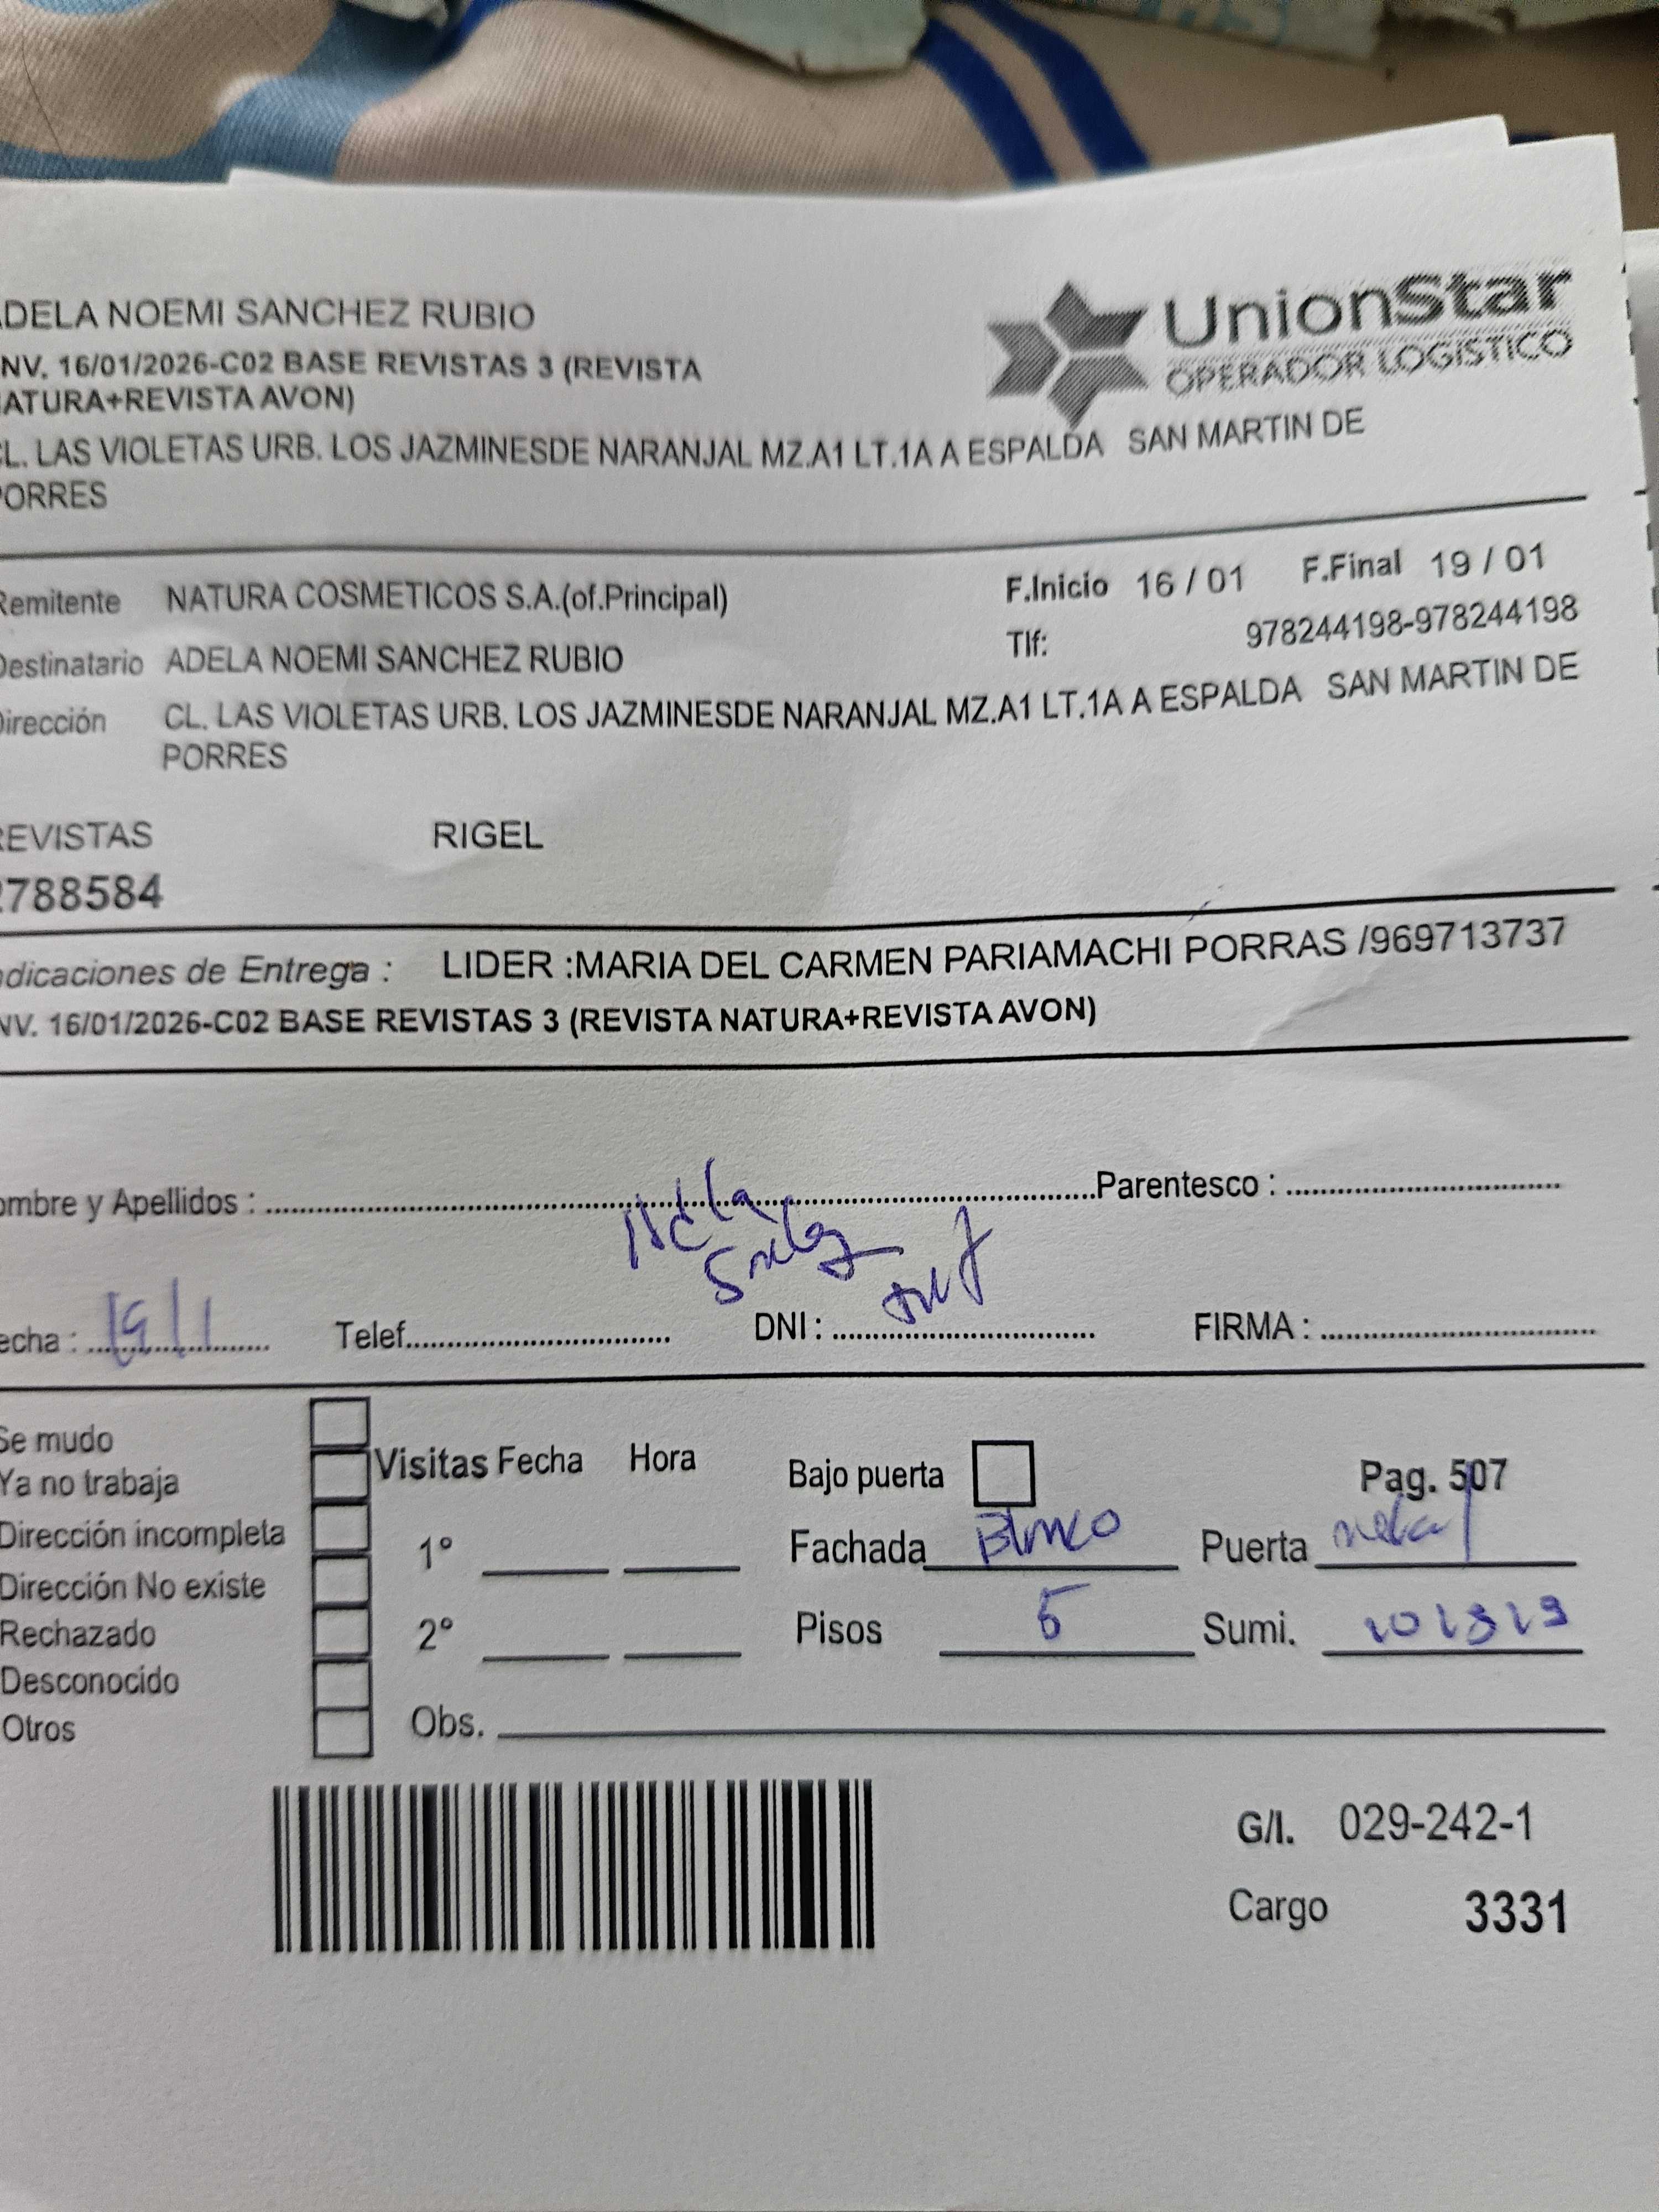 ADELA NOEMI SANCHEZ RUBIO
UnionStar
OPERADOR LOGISTICO
NV. 16/01/2026-C02 BASE REVISTAS 3 (REVISTA
ATURA+REVISTA AVON)
L. LAS VIOLETAS URB. LOS JAZMINESDE NARANJAL MZ.A1 LT.1A A ESPALDA SAN MARTIN DE
PORRES
Remitente NATURA COSMETICOS S.A.(of.Principal) F.Inicio 16 / 01 F.Final 19 / 01
Destinatario ADELA NOEMI SANCHEZ RUBIO Tlf: 978244198-978244198
Dirección CL. LAS VIOLETAS URB. LOS JAZMINESDE NARANJAL MZ.A1 LT.1A A ESPALDA SAN MARTIN DE
PORRES
REVISTAS RIGEL
2788584
ndicaciones de Entrega : LIDER :MARIA DEL CARMEN PARIAMACHI PORRAS /969713737
NV. 16/01/2026-C02 BASE REVISTAS 3 (REVISTA NATURA+REVISTA AVON)
ombre y Apellidos : Parentesco :
echa : Telef. DNI : FIRMA :
Se mudo
Ya no trabaja
Dirección incompleta
Dirección No existe
Rechazado
Desconocido
Otros
Visitas Fecha Hora
1°
2°
Obs.
Bajo puerta Pag. 507
Fachada Blnco Puerta metal
Pisos 5 Sumi.
G/I. 029-242-1
Cargo 3331